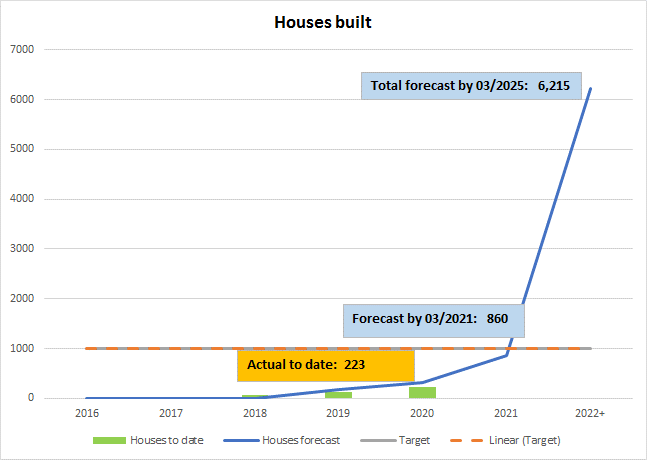 Houses built
7000
6000
5000
4000
3000
2000
1000
0
Total forecast by 03/2025: 6,215
Forecast by 03/2021: 860
Actual to date: 223
2016 2017 2018 2019 2020 2021 2022+
Houses to date Houses forecast Target Linear (Target)